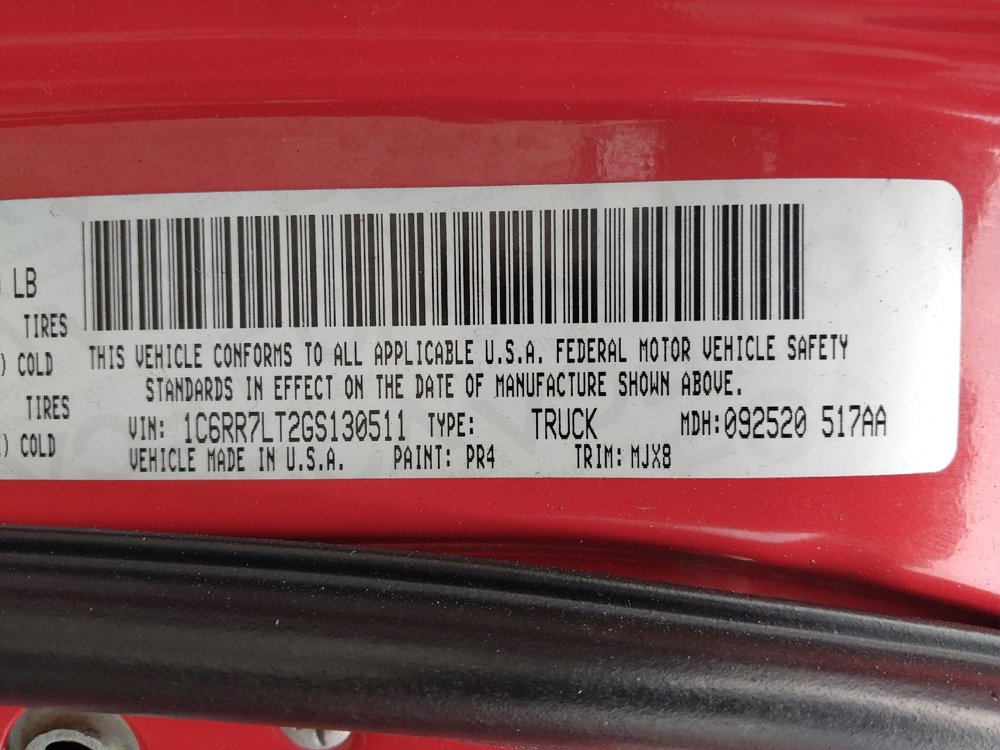 LB
TIRES
) COLD
TIRES
) COLD
THIS VEHICLE CONFORMS TO ALL APPLICABLE U.S.A. FEDERAL MOTOR VEHICLE SAFETY
STANDARDS IN EFFECT ON THE DATE OF MANUFACTURE SHOWN ABOVE.
VIN: 1C6RR7LT2GS130511 TYPE: TRUCK MDH:092520 517AA
VEHICLE MADE IN U.S.A. PAINT: PR4 TRIM: MJX8